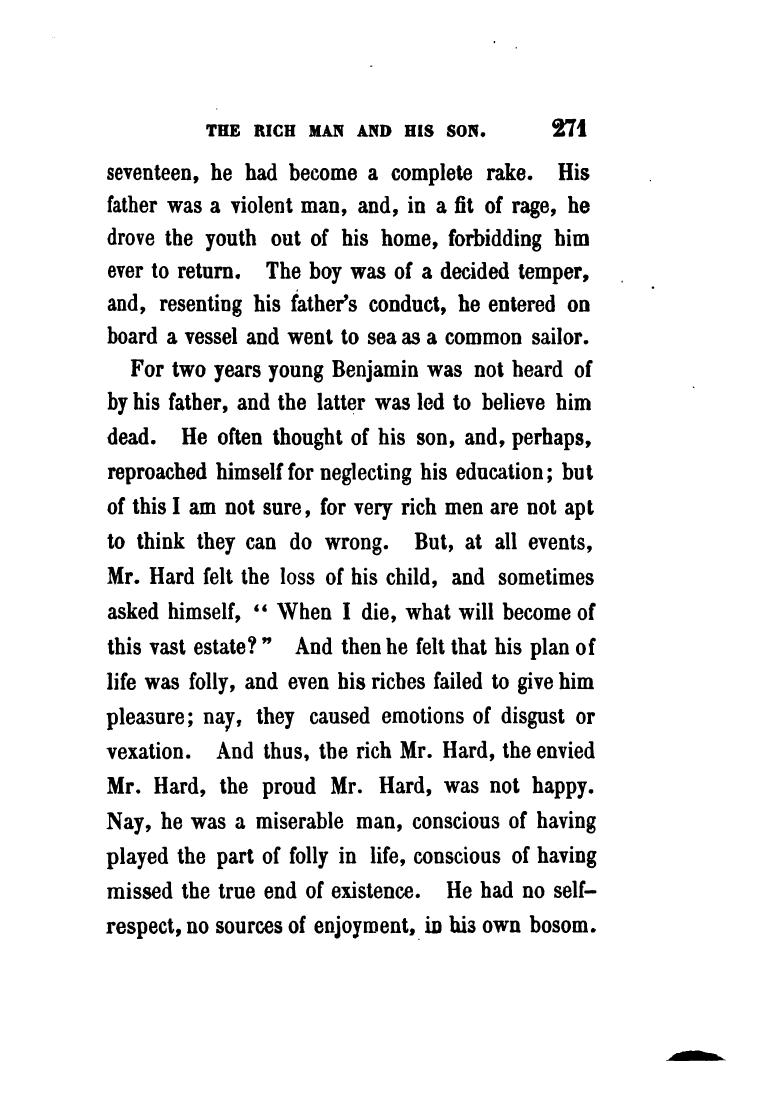 THE RICH MAN AND HIS SON. 271
seventeen, he had become a complete rake. His
father was a violent man, and, in a fit of rage, he
drove the youth out of his home, forbidding him
ever to return. The boy was of a decided temper,
and, resenting his father's conduct, he entered on
board a vessel and went to sea as a common sailor.
For two years young Benjamin was not heard of
by his father, and the latter was led to believe him
dead. He often thought of his son, and, perhaps,
reproached himself for neglecting his education; but
of this I am not sure, for very rich men are not apt
to think they can do wrong. But, at all events,
Mr. Hard felt the loss of his child, and sometimes
asked himself, “ When I die, what will become of
this vast estate? ” And then he felt that his plan of
life was folly, and even his riches failed to give him
pleasure; nay, they caused emotions of disgust or
vexation. And thus, the rich Mr. Hard, the envied
Mr. Hard, the proud Mr. Hard, was not happy.
Nay, he was a miserable man, conscious of having
played the part of folly in life, conscious of having
missed the true end of existence. He had no self-
respect, no sources of enjoyment, in his own bosom.